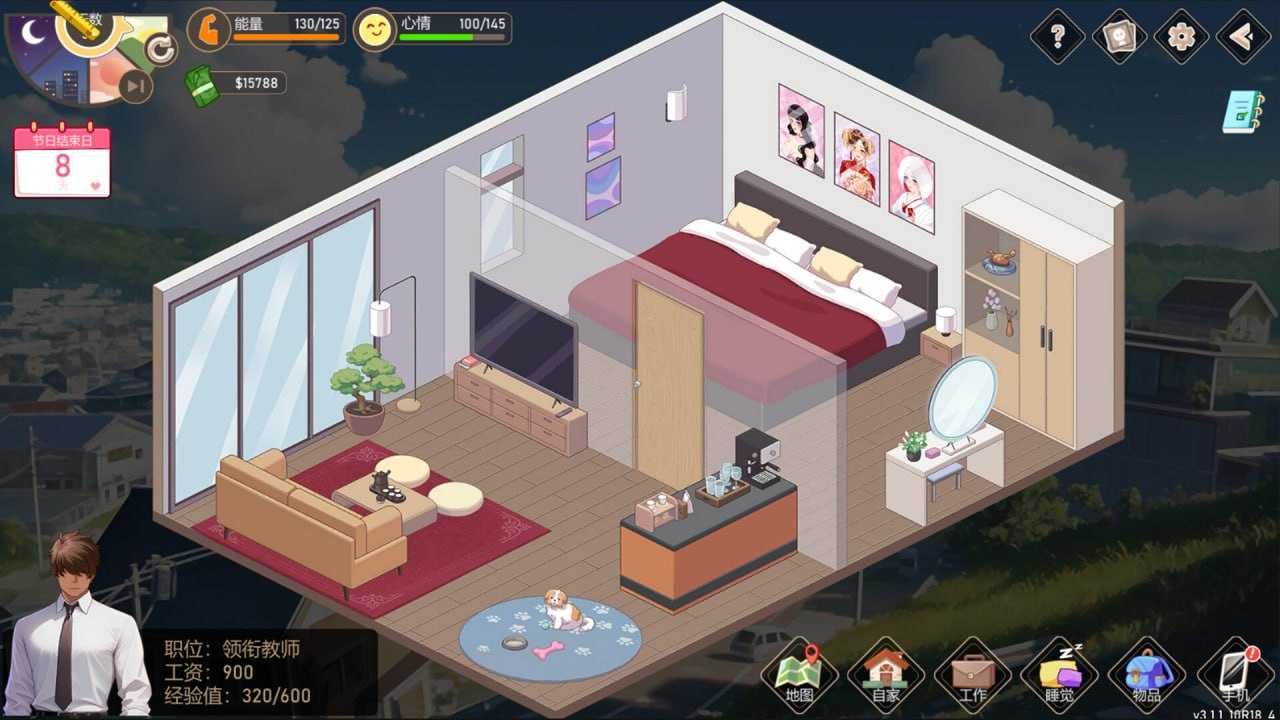 能量 130/125
心情 100/145
$15788
节日结束日
8
天
职位：领衔教师
工资：900
经验值：320/600
地图
自家
工作
睡觉
物品
手机